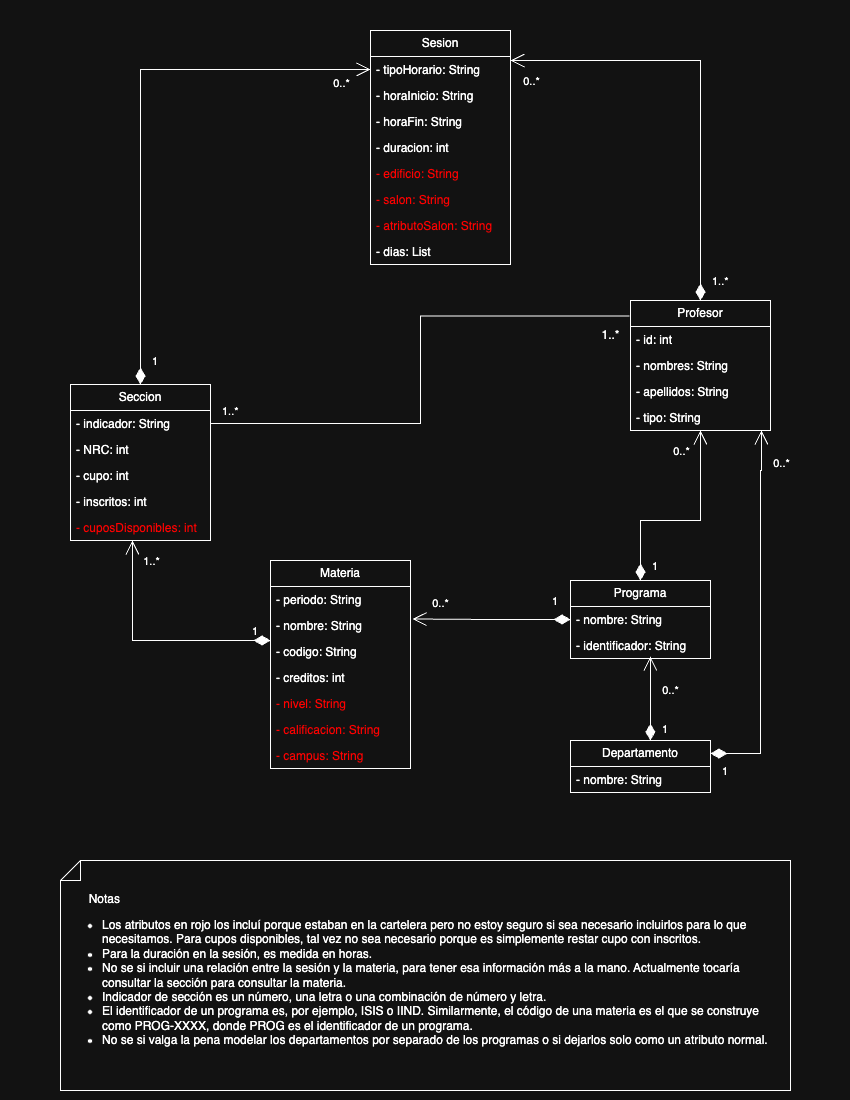 Sesion
- tipoHorario: String
0..*
0..*
- horaInicio: String
- horaFin: String
- duracion: int
- edificio: String
- salon: String
- atributoSalon: String
- dias: List
1..*
Profesor
1..*
- id: int
- nombres: String
- apellidos: String
- tipo: String
1
Seccion
1..*
- indicador: String
- NRC: int
- cupo: int
- inscritos: int
- cuposDisponibles: int
0..*
0..*
1..*
Materia
- periodo: String
- nombre: String
- codigo: String
- creditos: int
- nivel: String
- calificacion: String
- campus: String
1
0..*
1
1
Programa
- nombre: String
- identificador: String
0..*
1
Departamento
- nombre: String
1
Notas
• Los atributos en rojo los incluí porque estaban en la cartelera pero no estoy seguro si sea necesario incluirlos para lo que
necesitamos. Para cupos disponibles, tal vez no sea necesario porque es simplemente restar cupo con inscritos.
• Para la duración en la sesión, es medida en horas.
• No se si incluir una relación entre la sesión y la materia, para tener esa información más a la mano. Actualmente tocaría
consultar la sección para consultar la materia.
• Indicador de sección es un número, una letra o una combinación de número y letra.
• El identificador de un programa es, por ejemplo, ISIS o IIND. Similarmente, el código de una materia es el que se construye
como PROG-XXXX, donde PROG es el identificador de un programa.
• No se si valga la pena modelar los departamentos por separado de los programas o si dejarlos solo como un atributo normal.